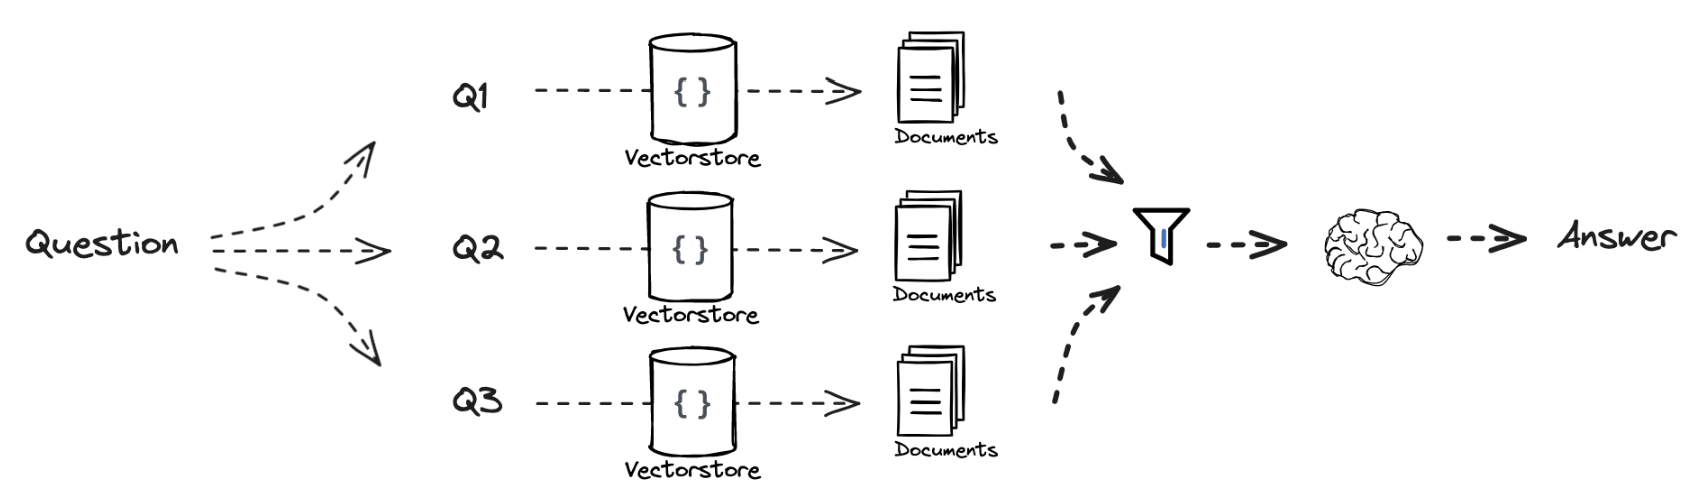 Question
Q1
{ }
Vectorstore
Documents
Q2
{ }
Vectorstore
Documents
Q3
{ }
Vectorstore
Documents
Answer